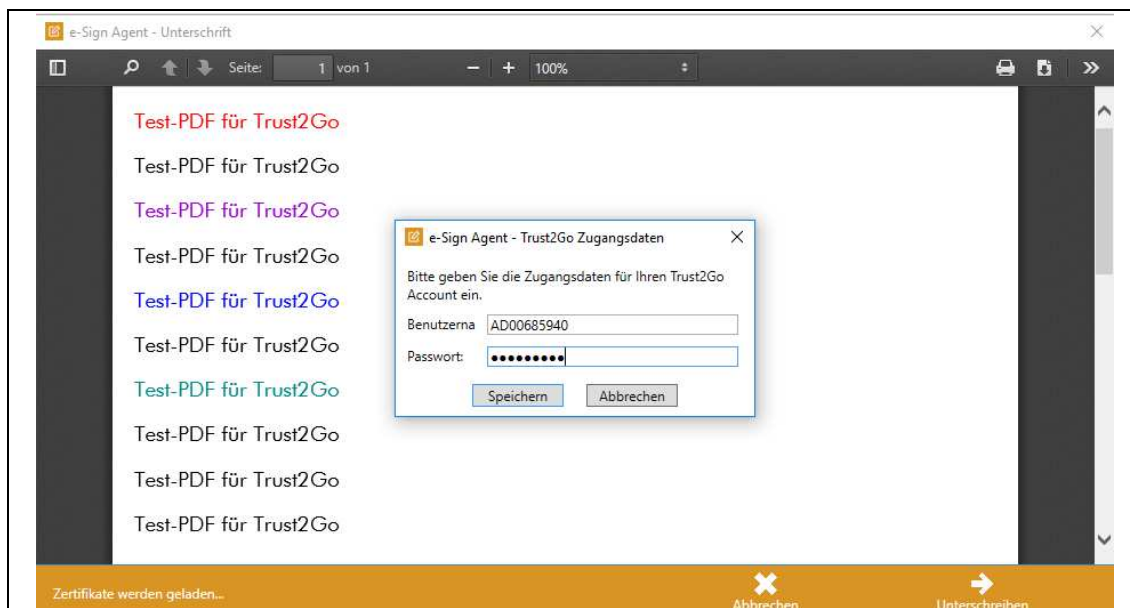 e-Sign Agent - Unterschrift
Seite: 1 von 1 100%
Test-PDF für Trust2Go
Test-PDF für Trust2Go
Test-PDF für Trust2Go
Test-PDF für Trust2Go
Test-PDF für Trust2Go
Test-PDF für Trust2Go
Test-PDF für Trust2Go
Test-PDF für Trust2Go
Test-PDF für Trust2Go
Test-PDF für Trust2Go
e-Sign Agent - Trust2Go Zugangsdaten
Bitte geben Sie die Zugangsdaten für Ihren Trust2Go
Account ein.
Benutzerna AD00685940
Passwort: ●●●●●●●●●
Speichern Abbrechen
Zertifikate werden geladen...
Abbrechen
Unterschreiben